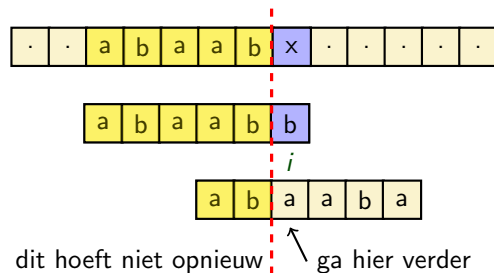 · · a b a a b x · · · · ·
a b a a b b
i
a b a a b a
dit hoeft niet opnieuw ga hier verder